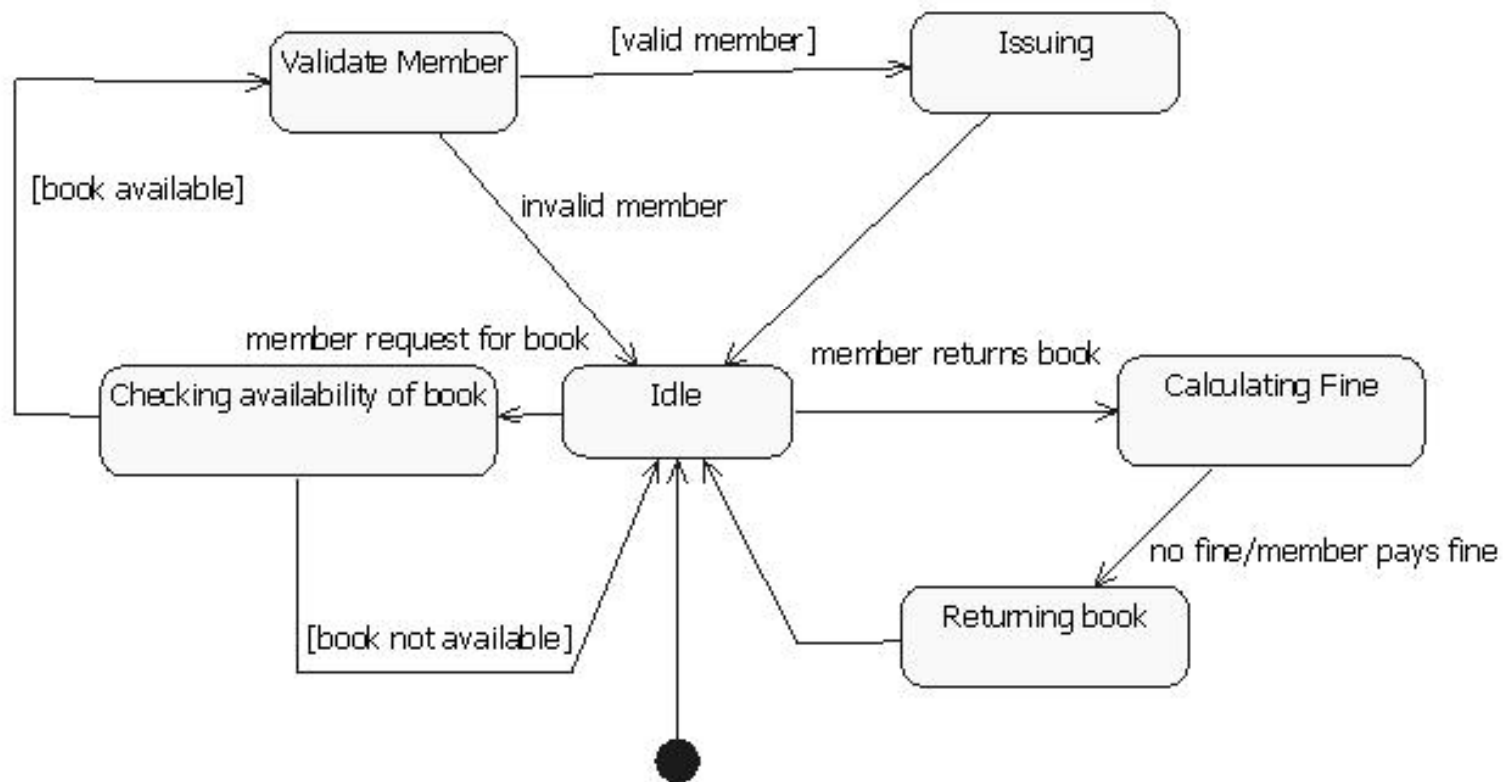 Validate Member
[valid member]
Issuing
[book available]
invalid member
member request for book
member returns book
Checking availability of book
Idle
Calculating Fine
no fine/member pays fine
[book not available]
Returning book